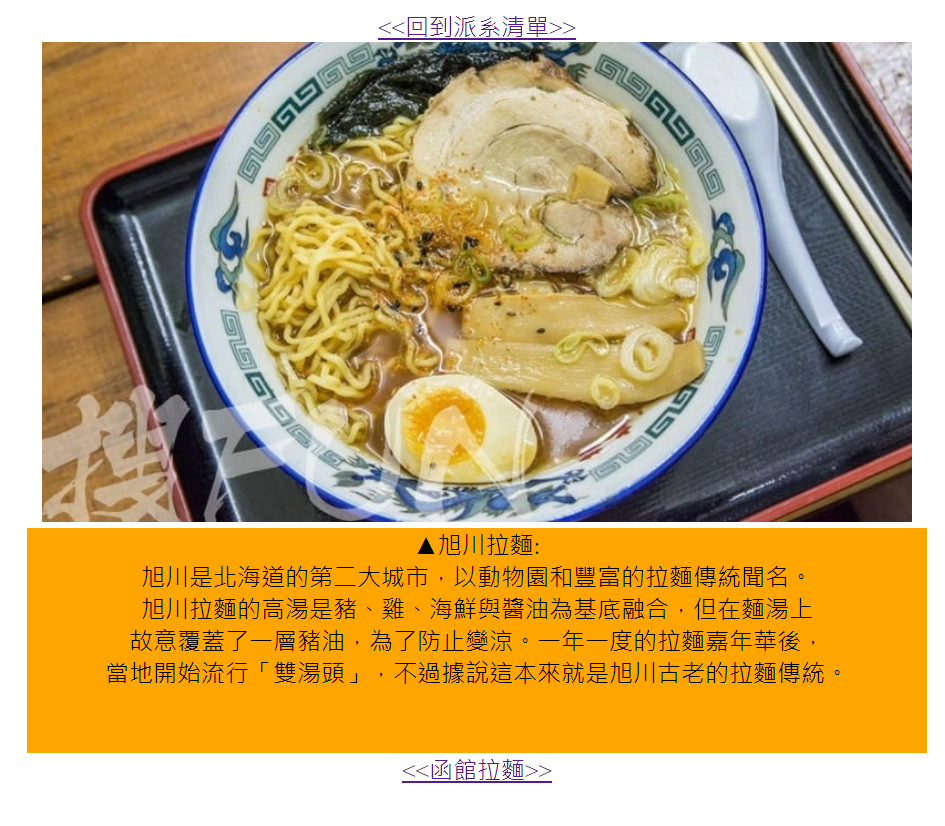 <<回到派系清單>>
搜FUN
▲旭川拉麵:
旭川是北海道的第二大城市，以動物園和豐富的拉麵傳統聞名。
旭川拉麵的高湯是豬、雞、海鮮與醬油為基底融合，但在麵湯上
故意覆蓋了一層豬油，為了防止變涼。一年一度的拉麵嘉年華後，
當地開始流行「雙湯頭」，不過據說這本來就是旭川古老的拉麵傳統。
<<函館拉麵>>